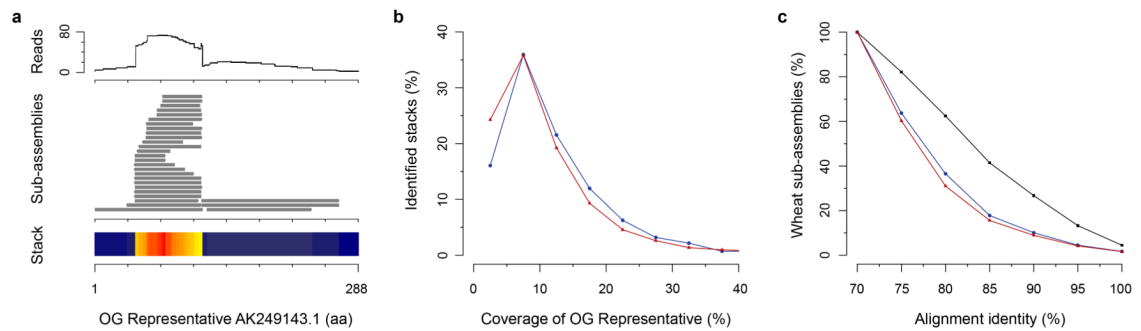 a
80
0
Reads
Sub-assemblies
Stack
1
288
OG Representative AK249143.1 (aa)
b
40
30
20
10
0
Identified stacks (%)
0
10
20
30
40
Coverage of OG Representative (%)
c
100
80
60
40
20
0
Wheat sub-assemblies (%)
70
75
80
85
90
95
100
Alignment identity (%)